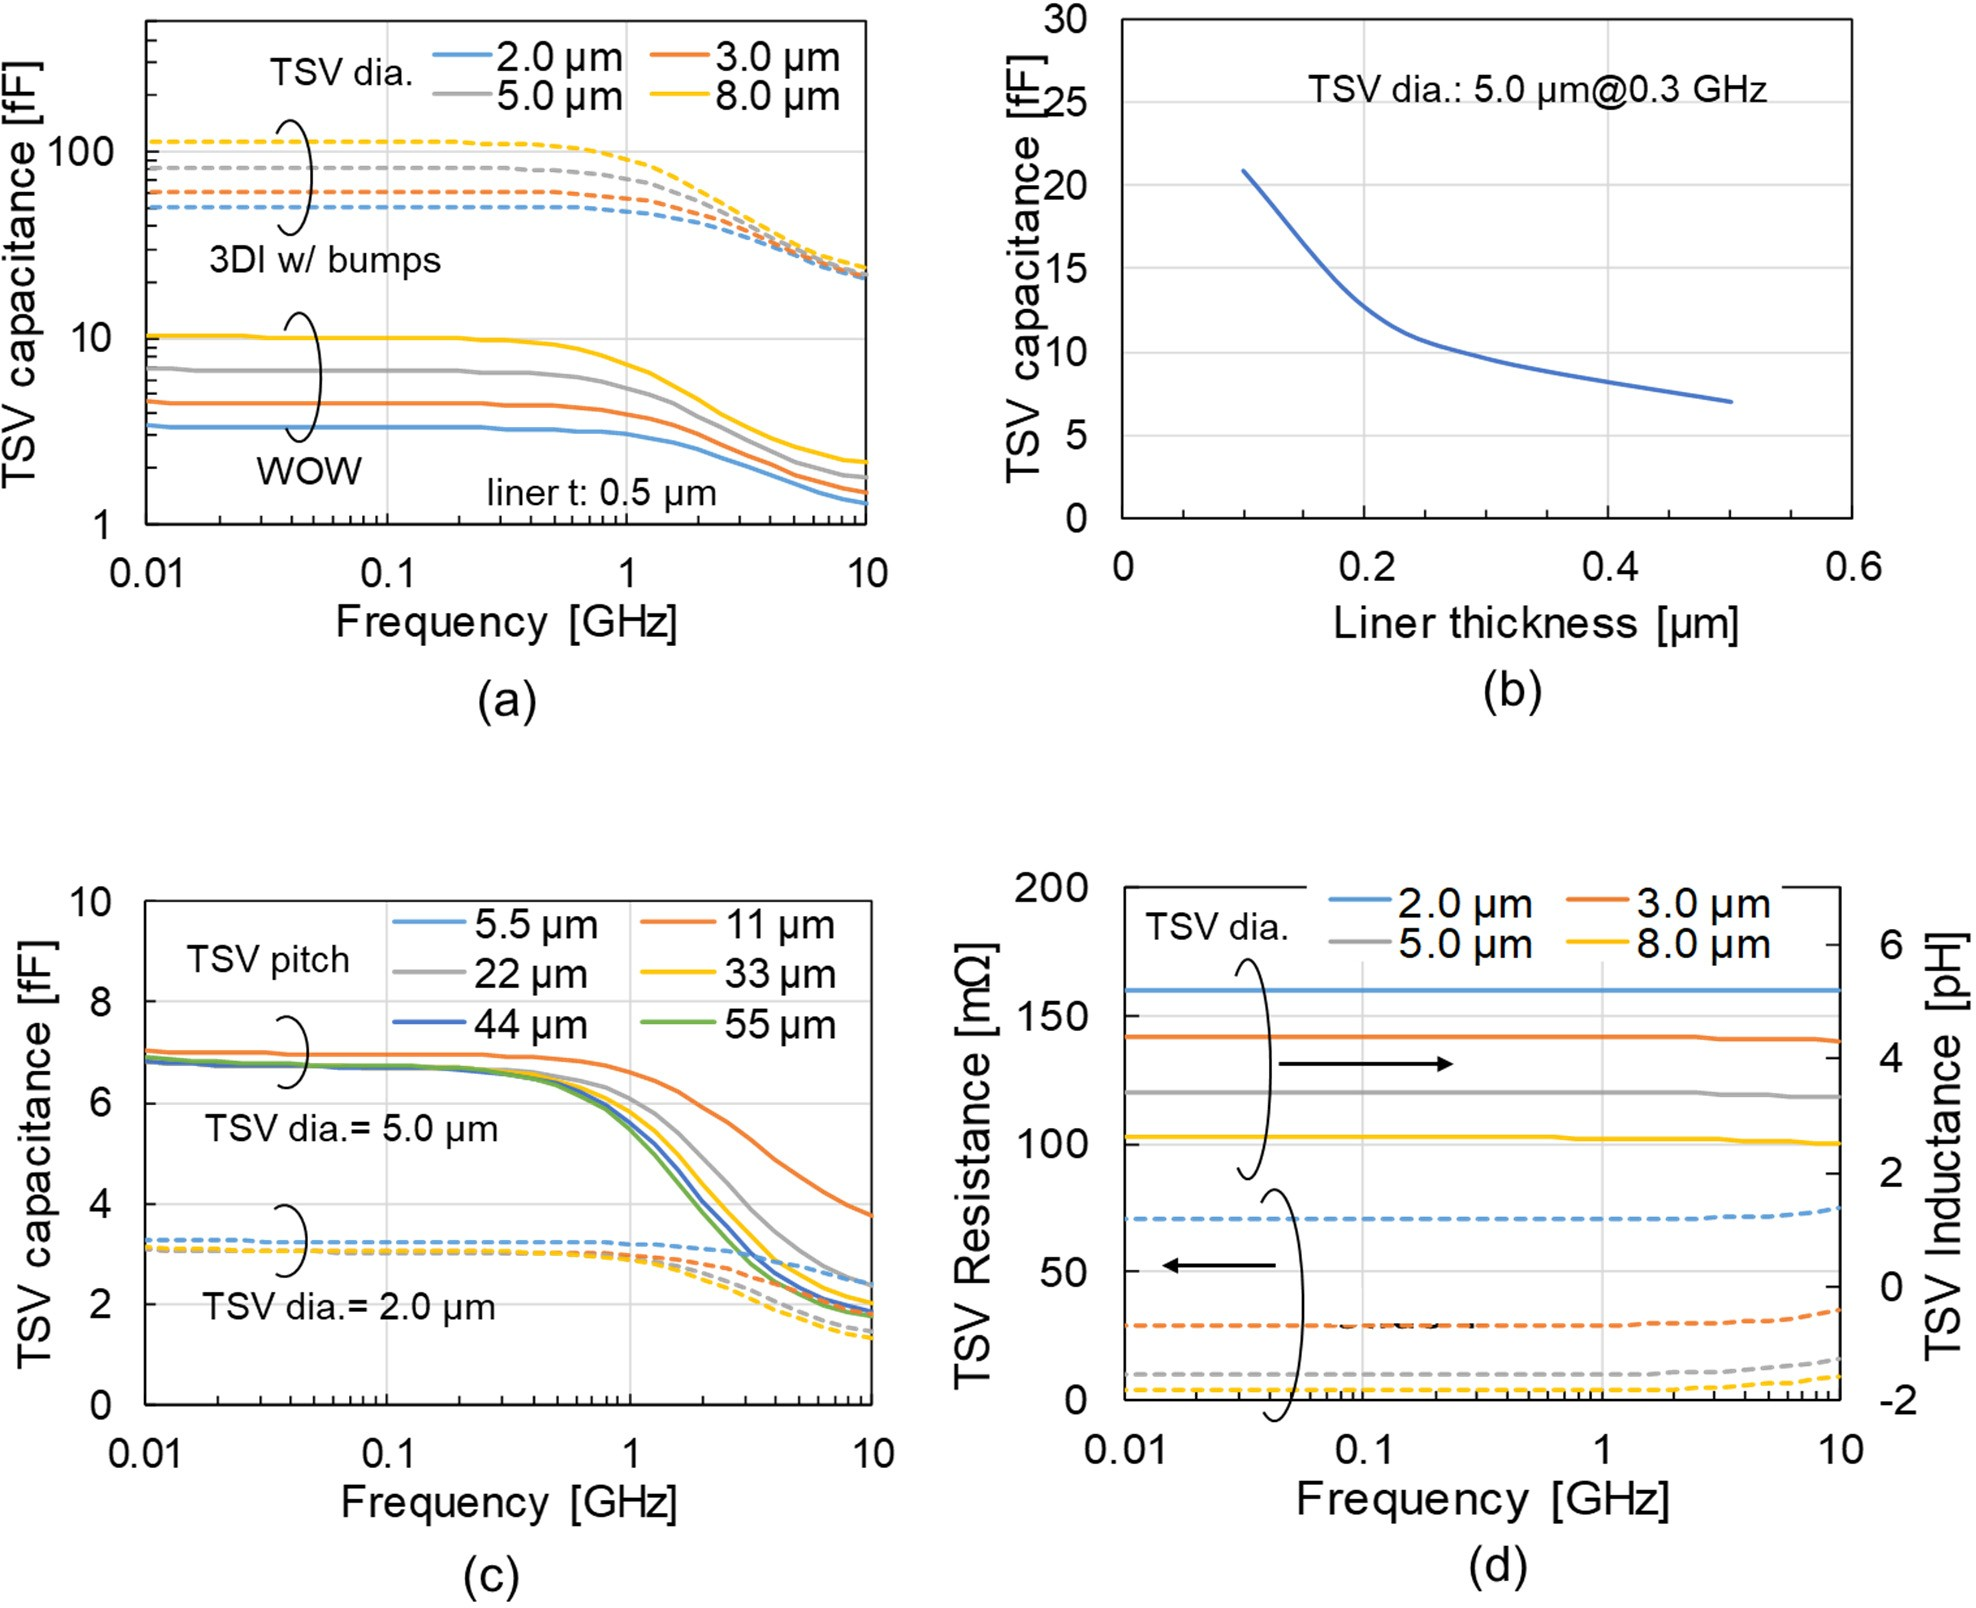 TSV dia.
2.0 µm
3.0 µm
5.0 µm
8.0 µm
100
10
1
3DI w/ bumps
WOW
liner t: 0.5 µm
0.01
0.1
1
10
TSV capacitance [fF]
Frequency [GHz]
(a)
30
25
20
15
10
5
0
TSV dia.: 5.0 µm@0.3 GHz
0
0.2
0.4
0.6
TSV capacitance [fF]
Liner thickness [µm]
(b)
10
8
6
4
2
0
TSV pitch
5.5 µm
11 µm
22 µm
33 µm
44 µm
55 µm
TSV dia.= 5.0 µm
TSV dia.= 2.0 µm
0.01
0.1
1
10
TSV capacitance [fF]
Frequency [GHz]
(c)
200
150
100
50
0
TSV dia.
2.0 µm
3.0 µm
5.0 µm
8.0 µm
6
4
2
0
-2
0.01
0.1
1
10
TSV Resistance [mΩ]
TSV Inductance [pH]
Frequency [GHz]
(d)